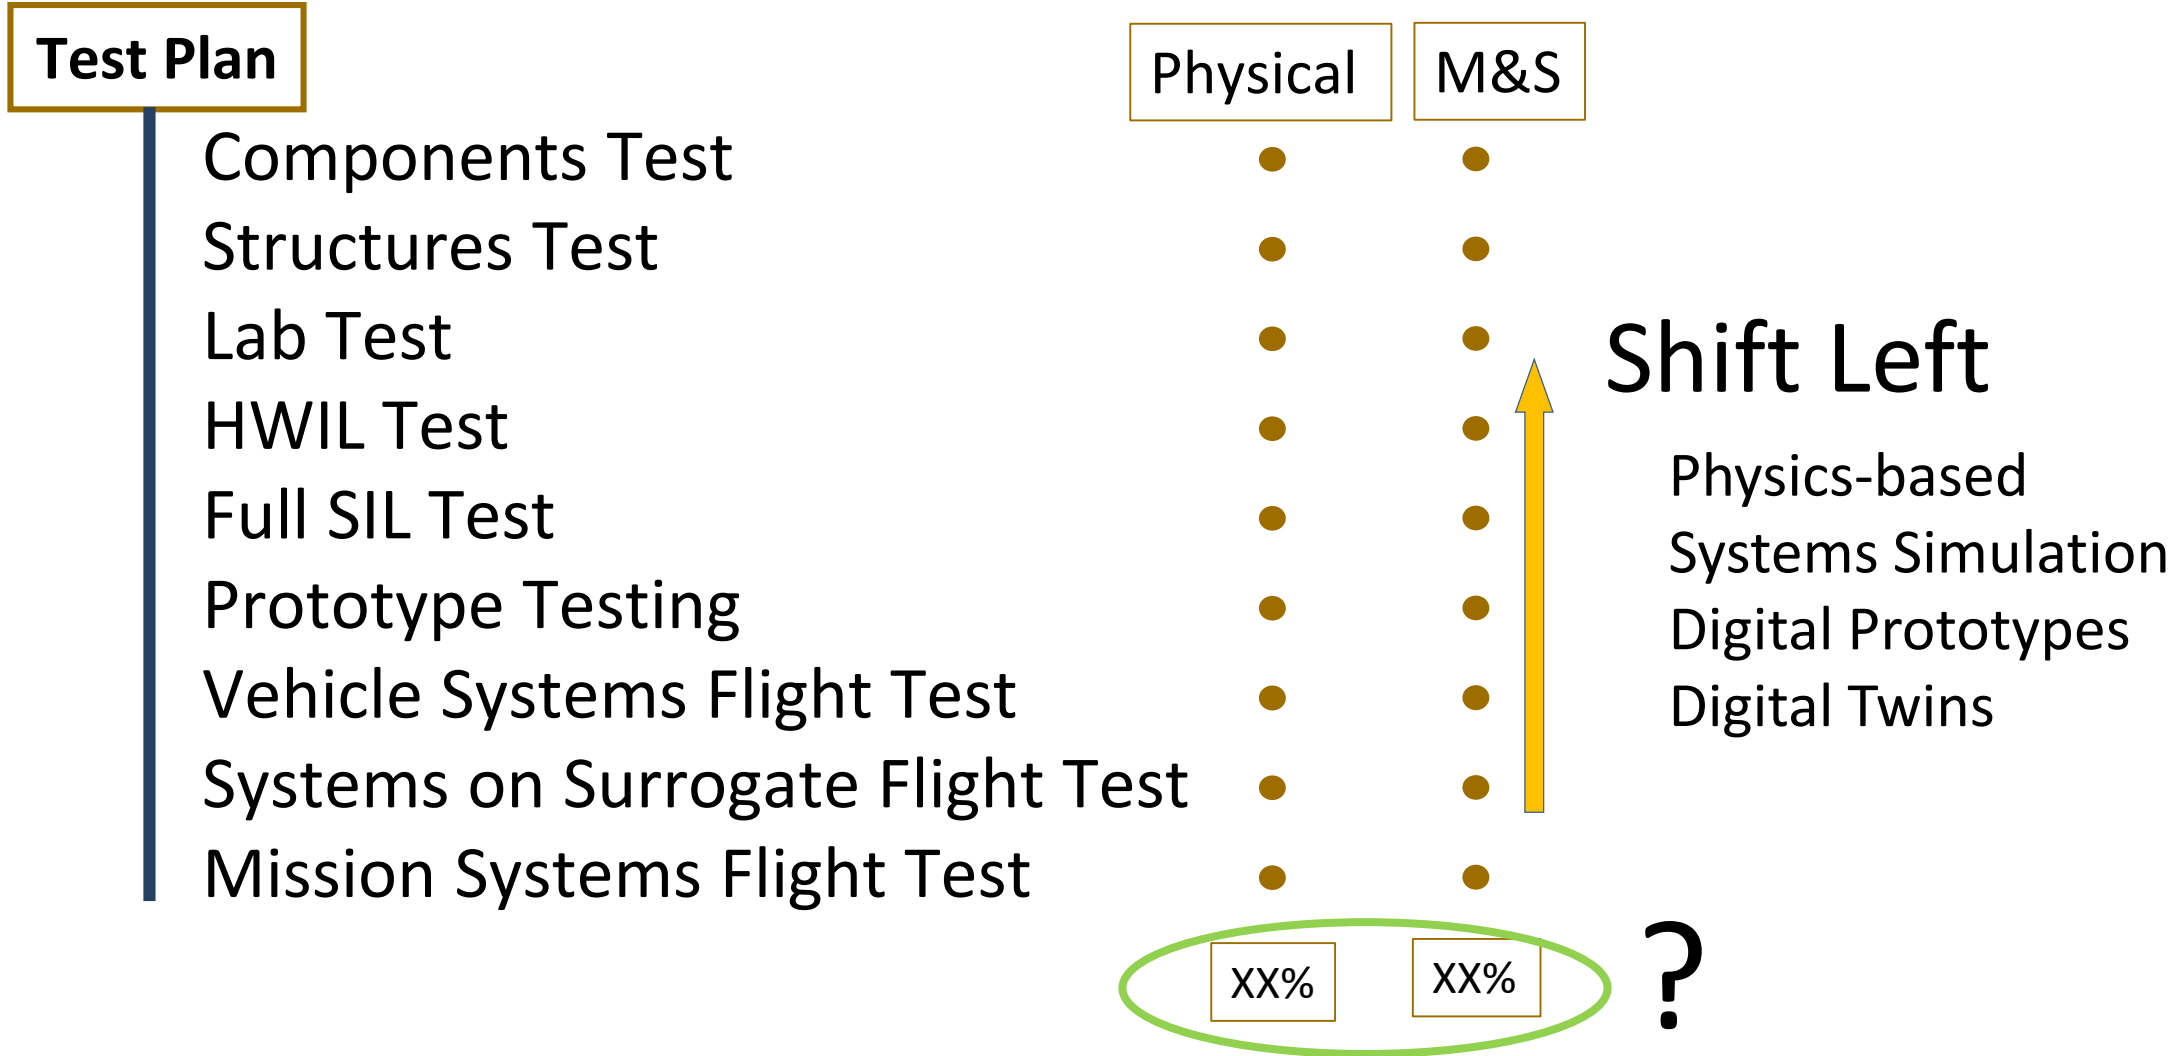 Test Plan
Physical
M&S
Components Test
Structures Test
Lab Test
HWIL Test
Full SIL Test
Prototype Testing
Vehicle Systems Flight Test
Systems on Surrogate Flight Test
Mission Systems Flight Test
Shift Left
Physics-based
Systems Simulation
Digital Prototypes
Digital Twins
XX%
XX%
?